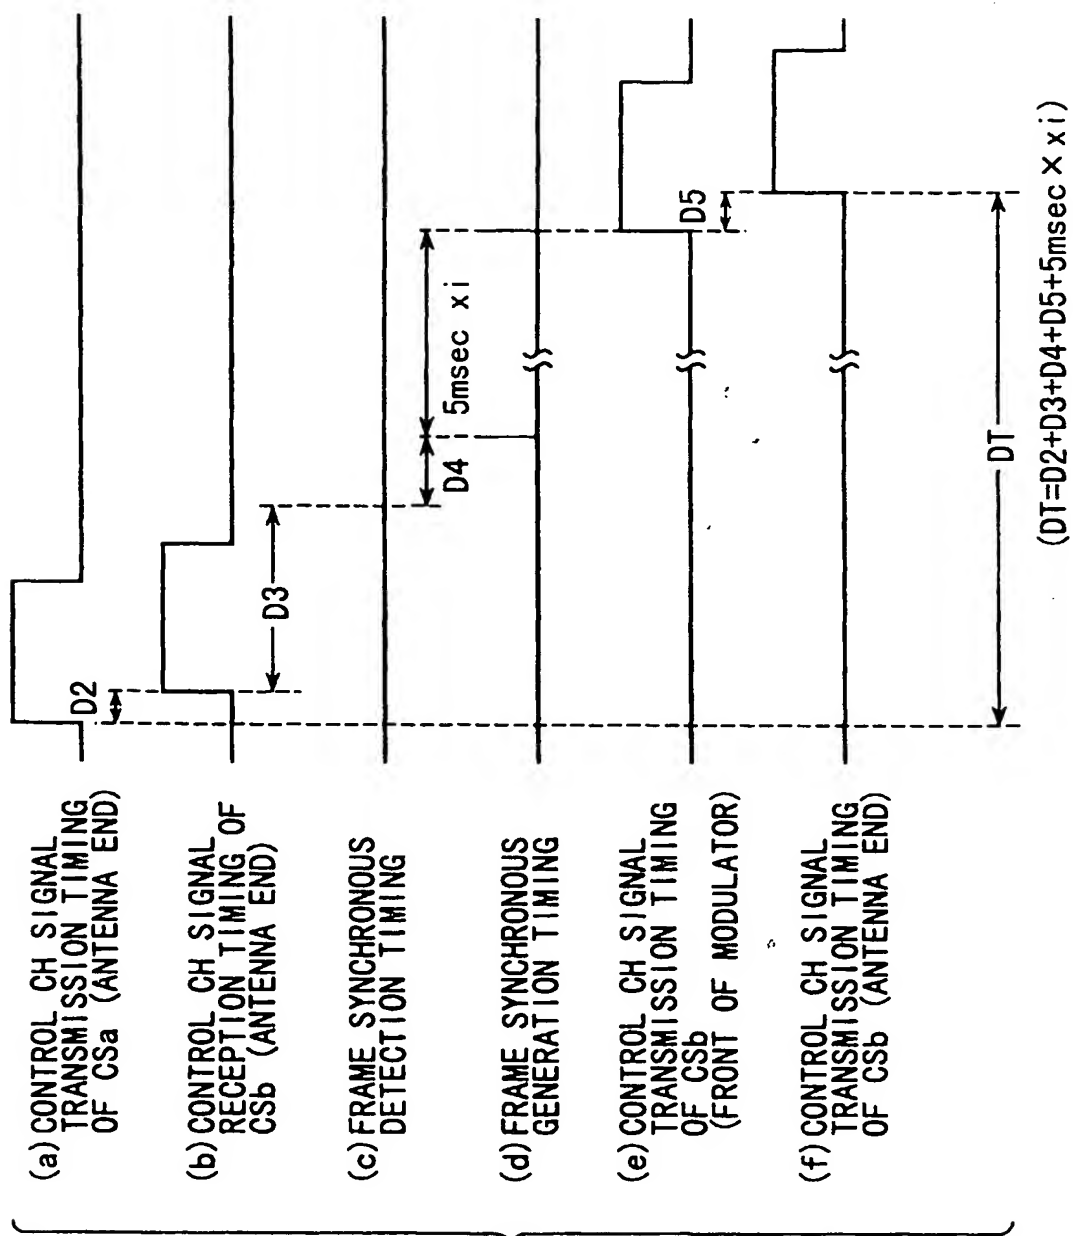 (a) CONTROL CH SIGNAL
TRANSMISSION TIMING
OF CSa (ANTENNA END)
(b) CONTROL CH SIGNAL
RECEPTION TIMING OF
CSb (ANTENNA END)
(c) FRAME SYNCHRONOUS
DETECTION TIMING
(d) FRAME SYNCHRONOUS
GENERATION TIMING
(e) CONTROL CH SIGNAL
TRANSMISSION TIMING
OF CSb
(FRONT OF MODULATOR)
(f) CONTROL CH SIGNAL
TRANSMISSION TIMING
OF CSb (ANTENNA END)
D2
D3
D4
5msec xi
D5
DT
(DT=D2+D3+D4+D5+5msec × xi)